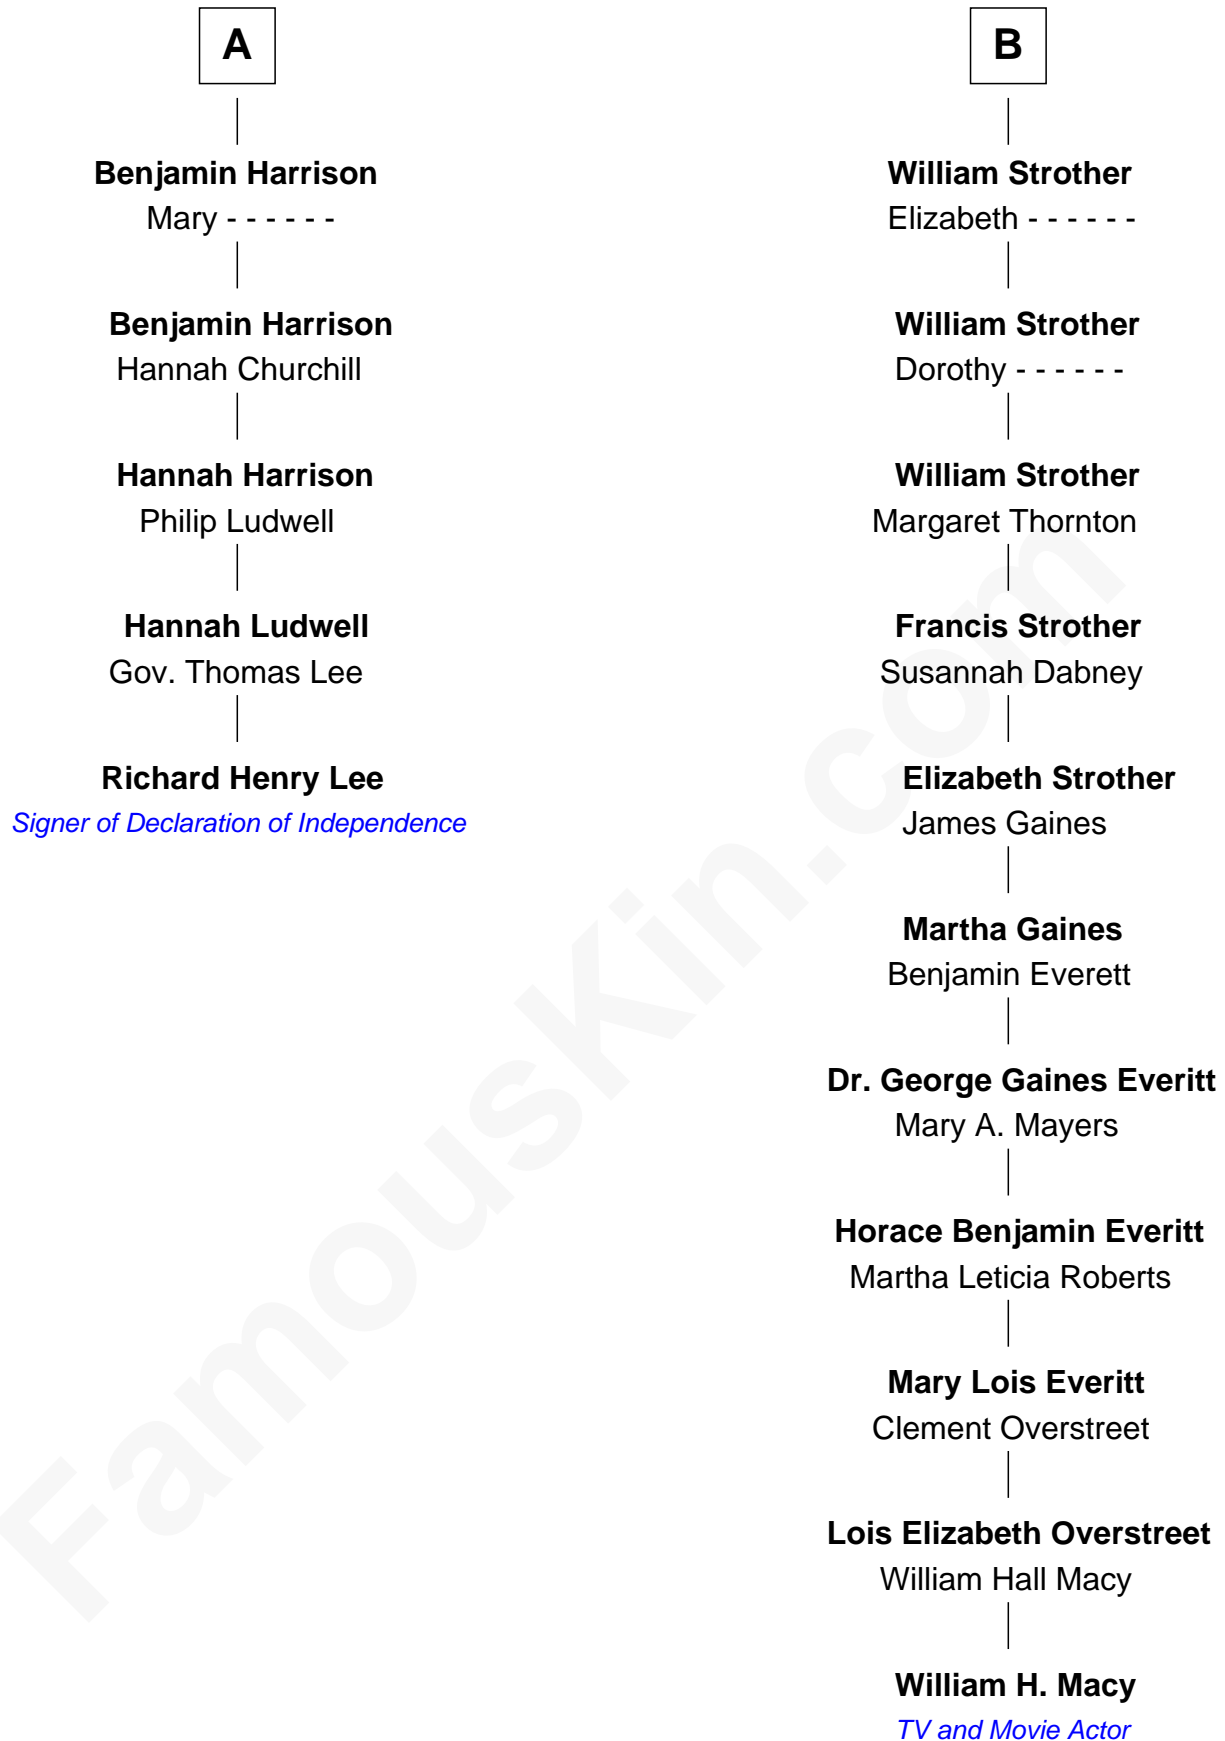 A
Benjamin Harrison
Mary - - - - - -
Benjamin Harrison
Hannah Churchill
Hannah Harrison
Philip Ludwell
Hannah Ludwell
Gov. Thomas Lee
Richard Henry Lee
Signer of Declaration of Independence
B
William Strother
Elizabeth - - - - - -
William Strother
Dorothy - - - - - -
William Strother
Margaret Thornton
Francis Strother
Susannah Dabney
Elizabeth Strother
James Gaines
Martha Gaines
Benjamin Everett
Dr. George Gaines Everitt
Mary A. Mayers
Horace Benjamin Everitt
Martha Leticia Roberts
Mary Lois Everitt
Clement Overstreet
Lois Elizabeth Overstreet
William Hall Macy
William H. Macy
TV and Movie Actor
FamousKin.com